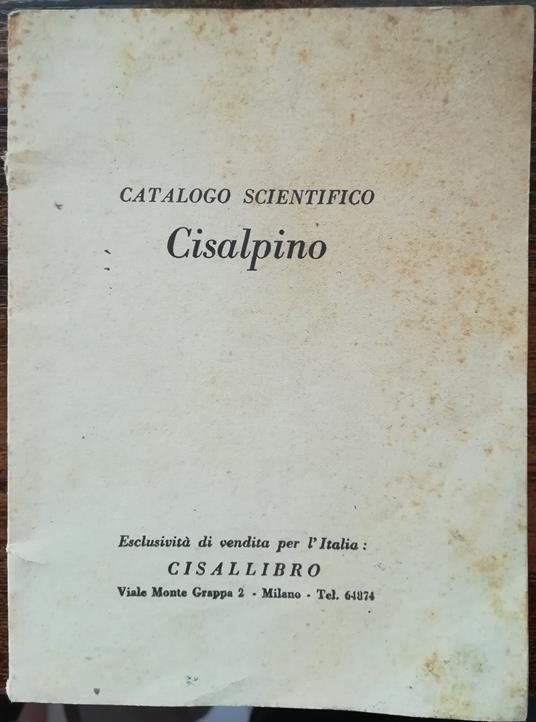 CATALOGO SCIENTIFICO
Cisalpino
Esclusività di vendita per l'Italia :
CISALLIBRO
Viale Monte Grappa 2 - Milano - Tel. 64874